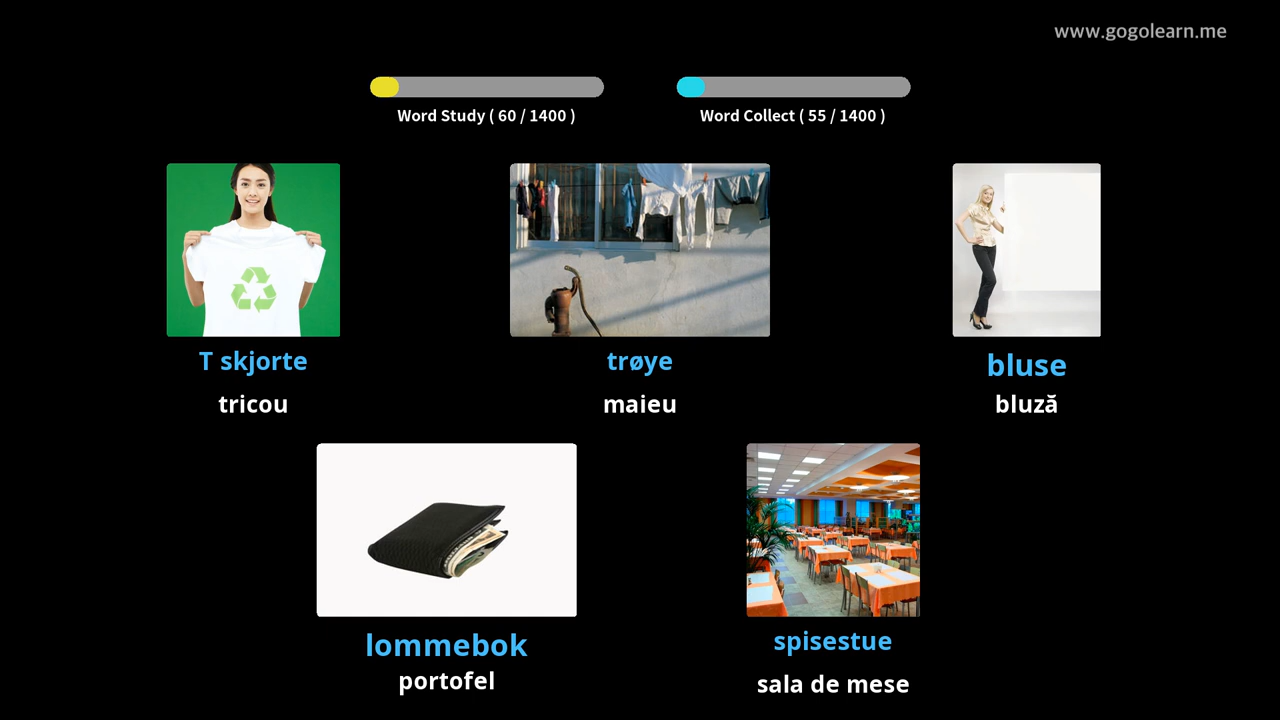 www.gogolearn.me
Word Study ( 60 / 1400 )
Word Collect ( 55 / 1400 )
T skjorte
trøye
bluse
tricou
maieu
bluză
lommebok
spisestue
portofel
sala de mese